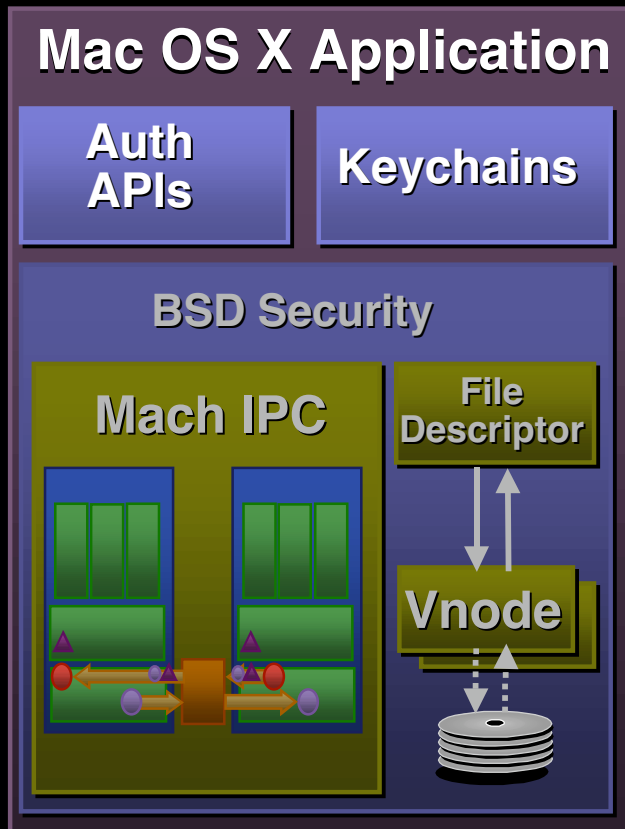 Mac OS X Application
Auth
APIs
Keychains
BSD Security
Mach IPC
File
Descriptor
Vnode